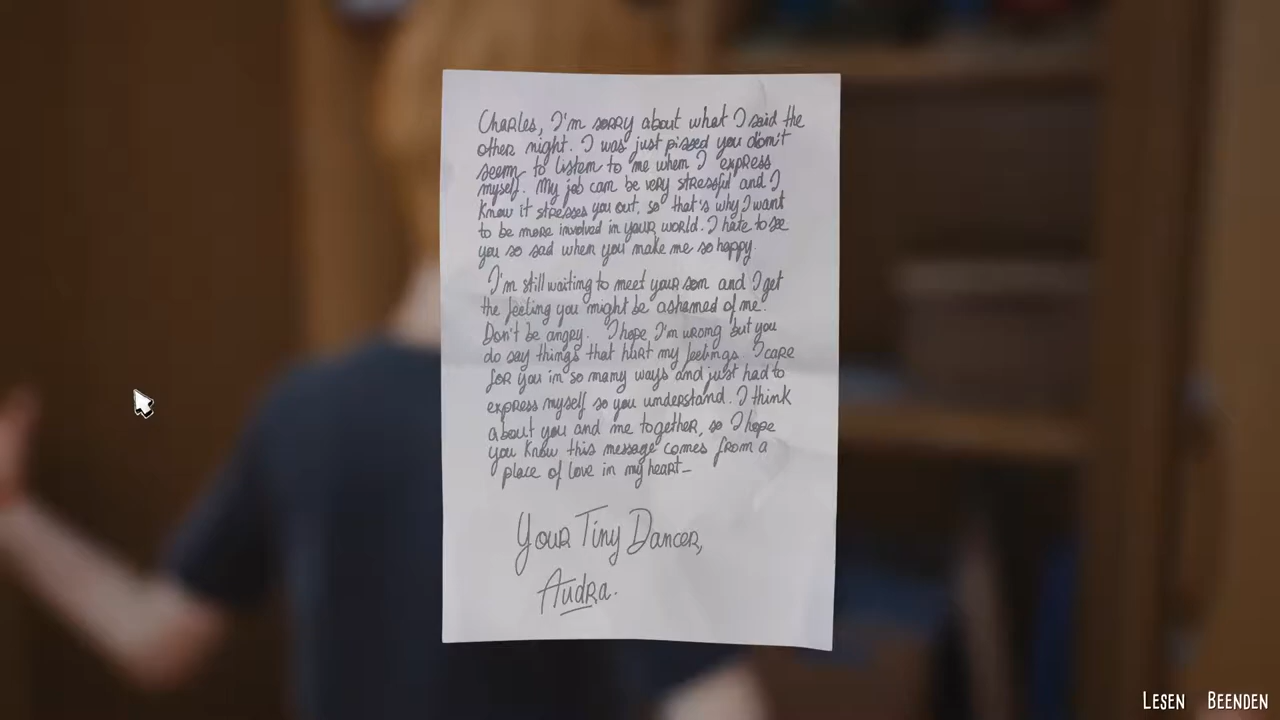 Charles, I'm sorry about what I said the
other night. I was just pissed you don't
seem to listen to me when I express
myself. My job can be very stressful and I
know it stresses you out, so that's why I want
to be more involved in your world. I hate to see
you so sad when you make me so happy.
I'm still waiting to meet your son and I get
the feeling you might be ashamed of me.
Don't be angry. I hope I'm wrong but you
do say things that hurt my feelings. I care
for you in so many ways and just had to
express myself so you understand. I think
about you and me together, so I hope
you know this message comes from a
place of love in my heart—
Your Tiny Dancer,
Audra.
Lesen Beenden